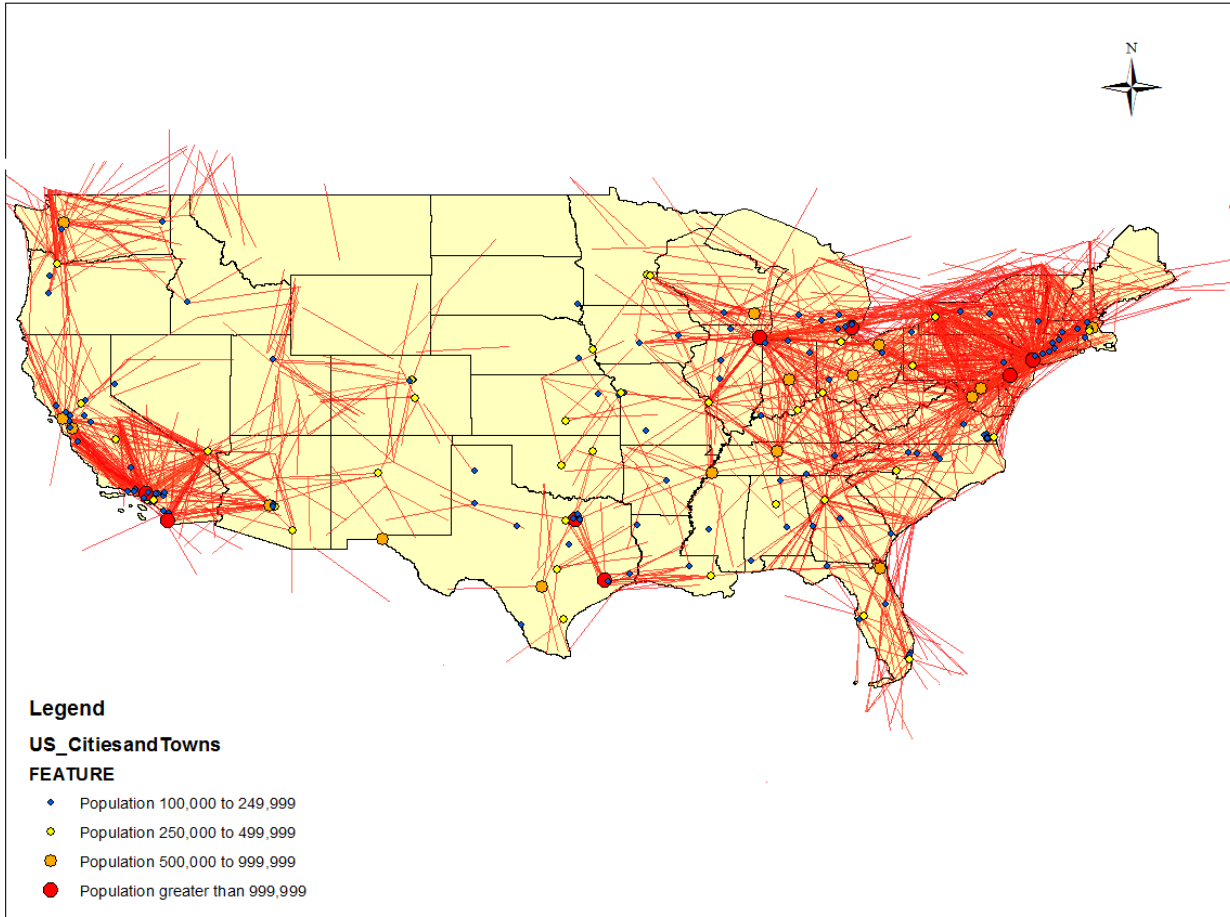 N
Legend
US_CitiesandTowns
FEATURE
Population 100,000 to 249,999
Population 250,000 to 499,999
Population 500,000 to 999,999
Population greater than 999,999